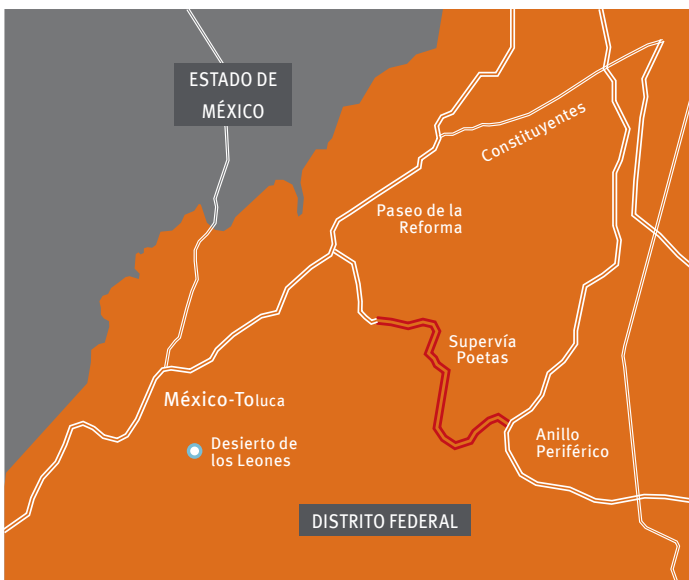 ESTADO DE
MÉXICO
Constituyentes
Paseo de la
Reforma
Supervía
Poetas
México-Toluca
Anillo
Periférico
Desierto de
los Leones
DISTRITO FEDERAL